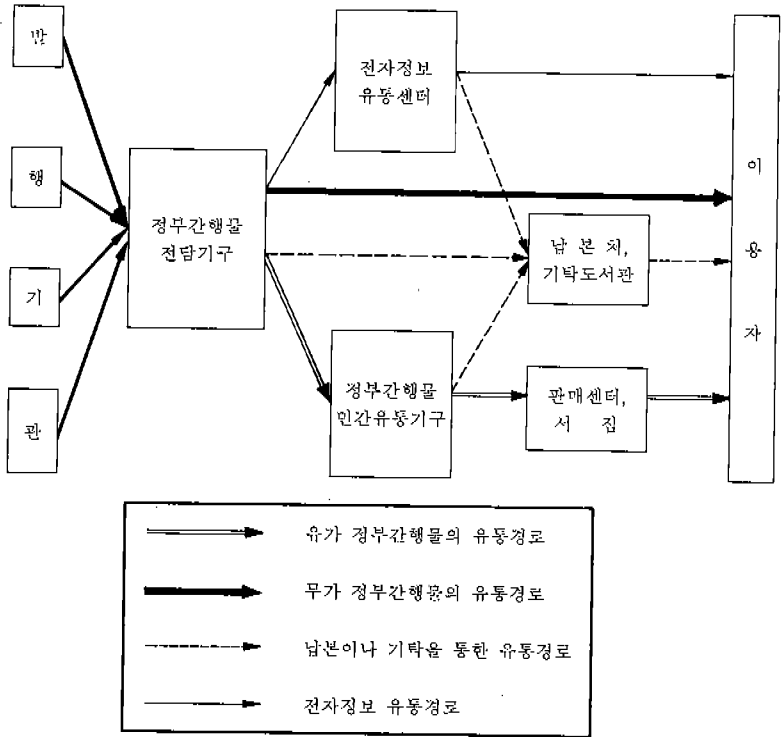 발
행
기
관
정부간행물
전담기구
전자정보
유통센터
정부간행물
민간유통기구
납 본 처,
기탁도서관
판매센터,
서 점
이
용
자
유가 정부간행물의 유통경로
무가 정부간행물의 유통경로
납본이나 기탁을 통한 유통경로
전자정보 유통경로